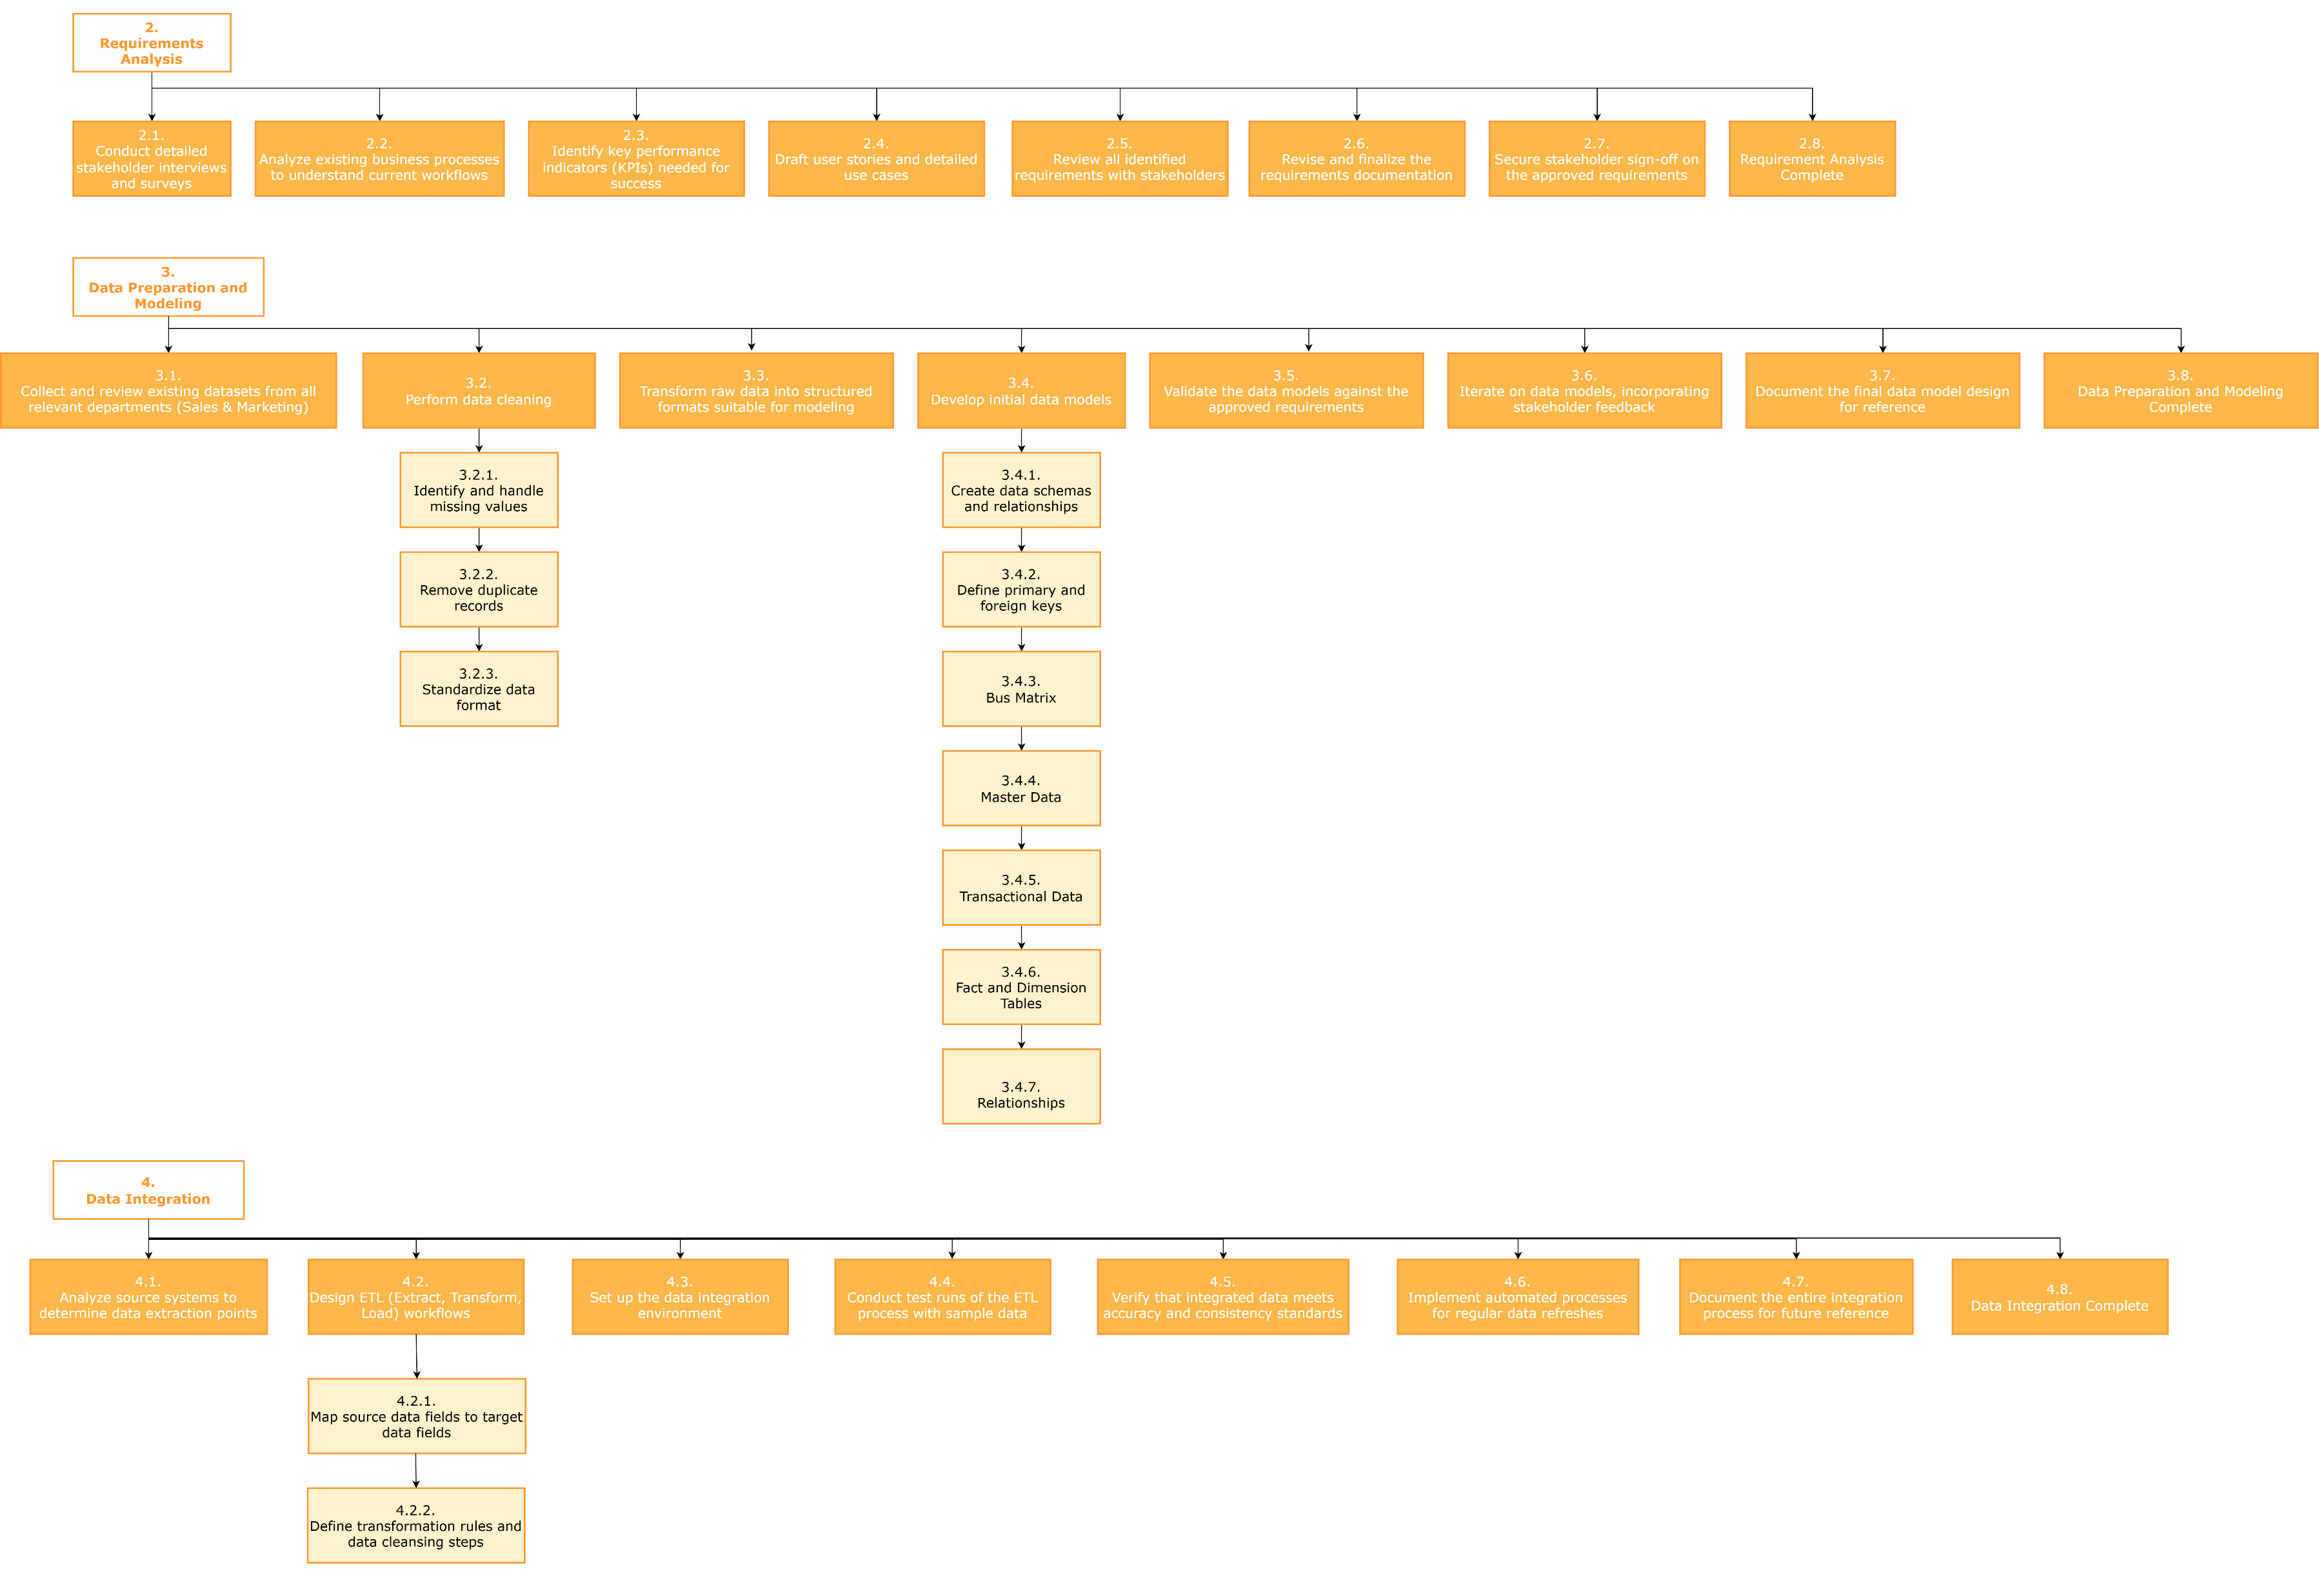 2.
Requirements
Analysis
2.1.
Conduct detailed
stakeholder interviews
and surveys
2.2.
Analyze existing business processes
to understand current workflows
2.3.
Identify key performance
indicators (KPIs) needed for
success
2.4.
Draft user stories and detailed
use cases
2.5.
Review all identified
requirements with stakeholders
2.6.
Revise and finalize the
requirements documentation
2.7.
Secure stakeholder sign-off on
the approved requirements
2.8.
Requirement Analysis
Complete
3.
Data Preparation and
Modeling
3.1.
Collect and review existing datasets from all
relevant departments (Sales & Marketing)
3.2.
Perform data cleaning
3.3.
Transform raw data into structured
formats suitable for modeling
3.4.
Develop initial data models
3.5.
Validate the data models against the
approved requirements
3.6.
Iterate on data models, incorporating
stakeholder feedback
3.7.
Document the final data model design
for reference
3.8.
Data Preparation and Modeling
Complete
3.2.1.
Identify and handle
missing values
3.2.2.
Remove duplicate
records
3.2.3.
Standardize data
format
3.4.1.
Create data schemas
and relationships
3.4.2.
Define primary and
foreign keys
3.4.3.
Bus Matrix
3.4.4.
Master Data
3.4.5.
Transactional Data
3.4.6.
Fact and Dimension
Tables
3.4.7.
Relationships
4.
Data Integration
4.1.
Analyze source systems to
determine data extraction points
4.2.
Design ETL (Extract, Transform,
Load) workflows
4.3.
Set up the data integration
environment
4.4.
Conduct test runs of the ETL
process with sample data
4.5.
Verify that integrated data meets
accuracy and consistency standards
4.6.
Implement automated processes
for regular data refreshes
4.7.
Document the entire integration
process for future reference
4.8.
Data Integration Complete
4.2.1.
Map source data fields to target
data fields
4.2.2.
Define transformation rules and
data cleansing steps